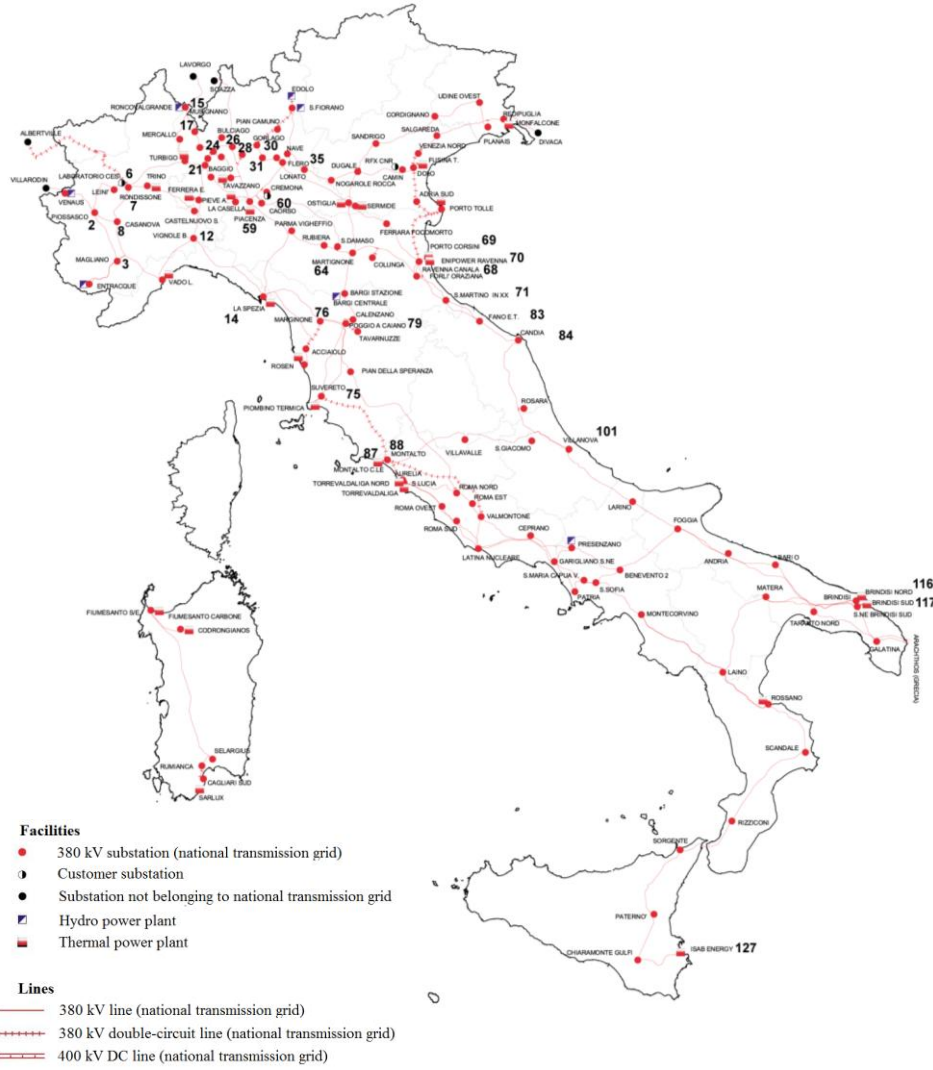 LAVORGO
SOAZZA
EDOLO
RONCOVALGRANDE
15
MUSIGNANO
S.FIORANO
UDINE OVEST
PIAN CAMUNO
CORDIGNANO
REDIPUGLIA
ALBERTVILLE
17
BULCIAGO
MONFALCONE
MERCALLO
24
26
GORLAGO
30
SANDRIGO
SALGAREDA
PLANAIS
DIVACA
28
NAVE
VENEZIA NORD
TURBIGO
21
BAGGIO
31
FLERO
35
DUGALE
RFX CNR
FUSINA T.
VILLARODIN
LABORATORIO CESI
6
TRINO
LONATO
CAMIN
DOLO
LEINI'
RONDISSONE
FERRERA E.
TAVAZZANO
CREMONA
NOGAROLE ROCCA
VENAUS
7
PIEVE A.
LA CASELLA
60
OSTIGLIA
SERMIDE
ADRIA SUD
PIOSSASCO
CASTELNUOVO S.
PIACENZA
CAORSO
PORTO TOLLE
2
8
CASANOVA
59
PARMA VIGHEFFIO
FERRARA FOCOMORTO
VIGNOLE B.
12
RUBIERA
S.DAMASO
PORTO CORSINI
69
MAGLIANO
3
MARTIGNONE
COLUNGA
ENIPOWER RAVENNA
70
64
RAVENNA CANALA
68
VADO L.
FORLI' ORAZIANA
ENTRACQUE
BARGI STAZIONE
71
LA SPEZIA
BARGI CENTRALE
S.MARTINO IN XX
14
76
CALENZANO
83
MARGINONE
POGGIO A CAIANO
79
FANO E.T.
TAVARNUZZE
84
CANDIA
ACCIAIOLO
ROSEN
PIAN DELLA SPERANZA
SUVERETO
75
PIOMBINO TERMICA
ROSARA
101
88
VILLANOVA
87
MONTALTO
VILLAVALLE
S.GIACOMO
MONTALTO C.LE
AURELIA
TORREVALDALIGA NORD
S.LUCIA
ROMA NORD
TORREVALDALIGA
ROMA EST
LARINO
ROMA OVEST
VALMONTONE
FOGGIA
ROMA SUD
CEPRANO
PRESENZANO
LATINA NUCLEARE
GARIGLIANO S.NE
ANDRIA
BARI O
S.MARIA CAPUA V.
BENEVENTO 2
116
S.SOFIA
MATERA
BRINDISI NORD
PATRIA
BRINDISI
BRINDISI SUD
117
FIUMESANTO S/E
MONTECORVINO
S.NE BRINDISI SUD
FIUMESANTO CARBONE
TARANTO NORD
CODRONGIANOS
GALATINA
ARACHTHOS (GRECIA)
LAINO
ROSSANO
SELARGIUS
SCANDALE
RUMIANCA
CAGLIARI SUD
SARLUX
RIZZICONI
SORGENTE
PATERNO'
CHIARAMONTE GULFI
ISAB ENERGY
127
Facilities
380 kV substation (national transmission grid)
Customer substation
Substation not belonging to national transmission grid
Hydro power plant
Thermal power plant
Lines
380 kV line (national transmission grid)
380 kV double-circuit line (national transmission grid)
400 kV DC line (national transmission grid)